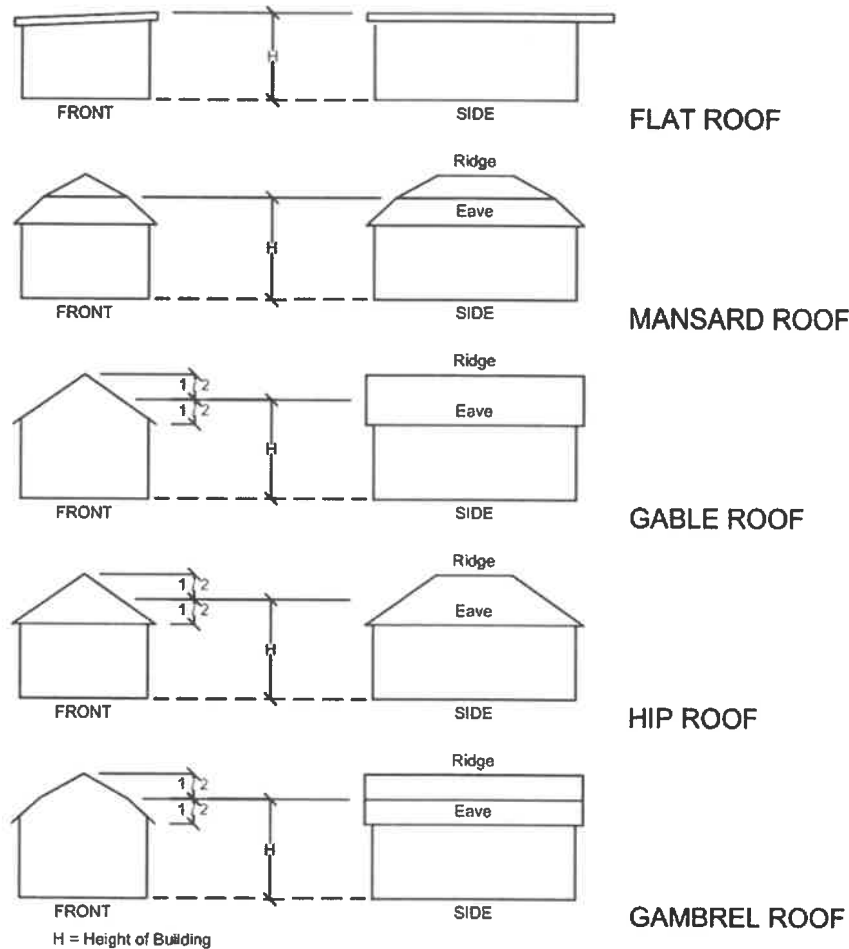 H
FRONT
SIDE
FLAT ROOF
Ridge
Eave
H
FRONT
SIDE
MANSARD ROOF
Ridge
1/2
1/2
Eave
H
FRONT
SIDE
GABLE ROOF
Ridge
1/2
1/2
Eave
H
FRONT
SIDE
HIP ROOF
Ridge
1/2
1/2
Eave
H
FRONT
SIDE
GAMBREL ROOF
H = Height of Building